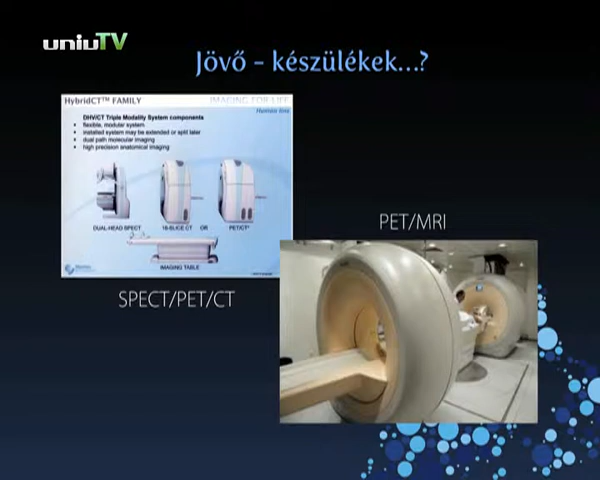 uniuTV
Jövő - készülékek...?
HybridCT™ FAMILY
IMAGING FOR LIFE
DHV/CT Triple Modality System components
• flexible, modular system
• installed system may be extended or split later
• dual path molecular imaging
• high precision anatomical imaging
DUAL-HEAD SPECT
16-SLICE CT OR
PET/CT
IMAGING TABLE
SPECT/PET/CT
PET/MRI